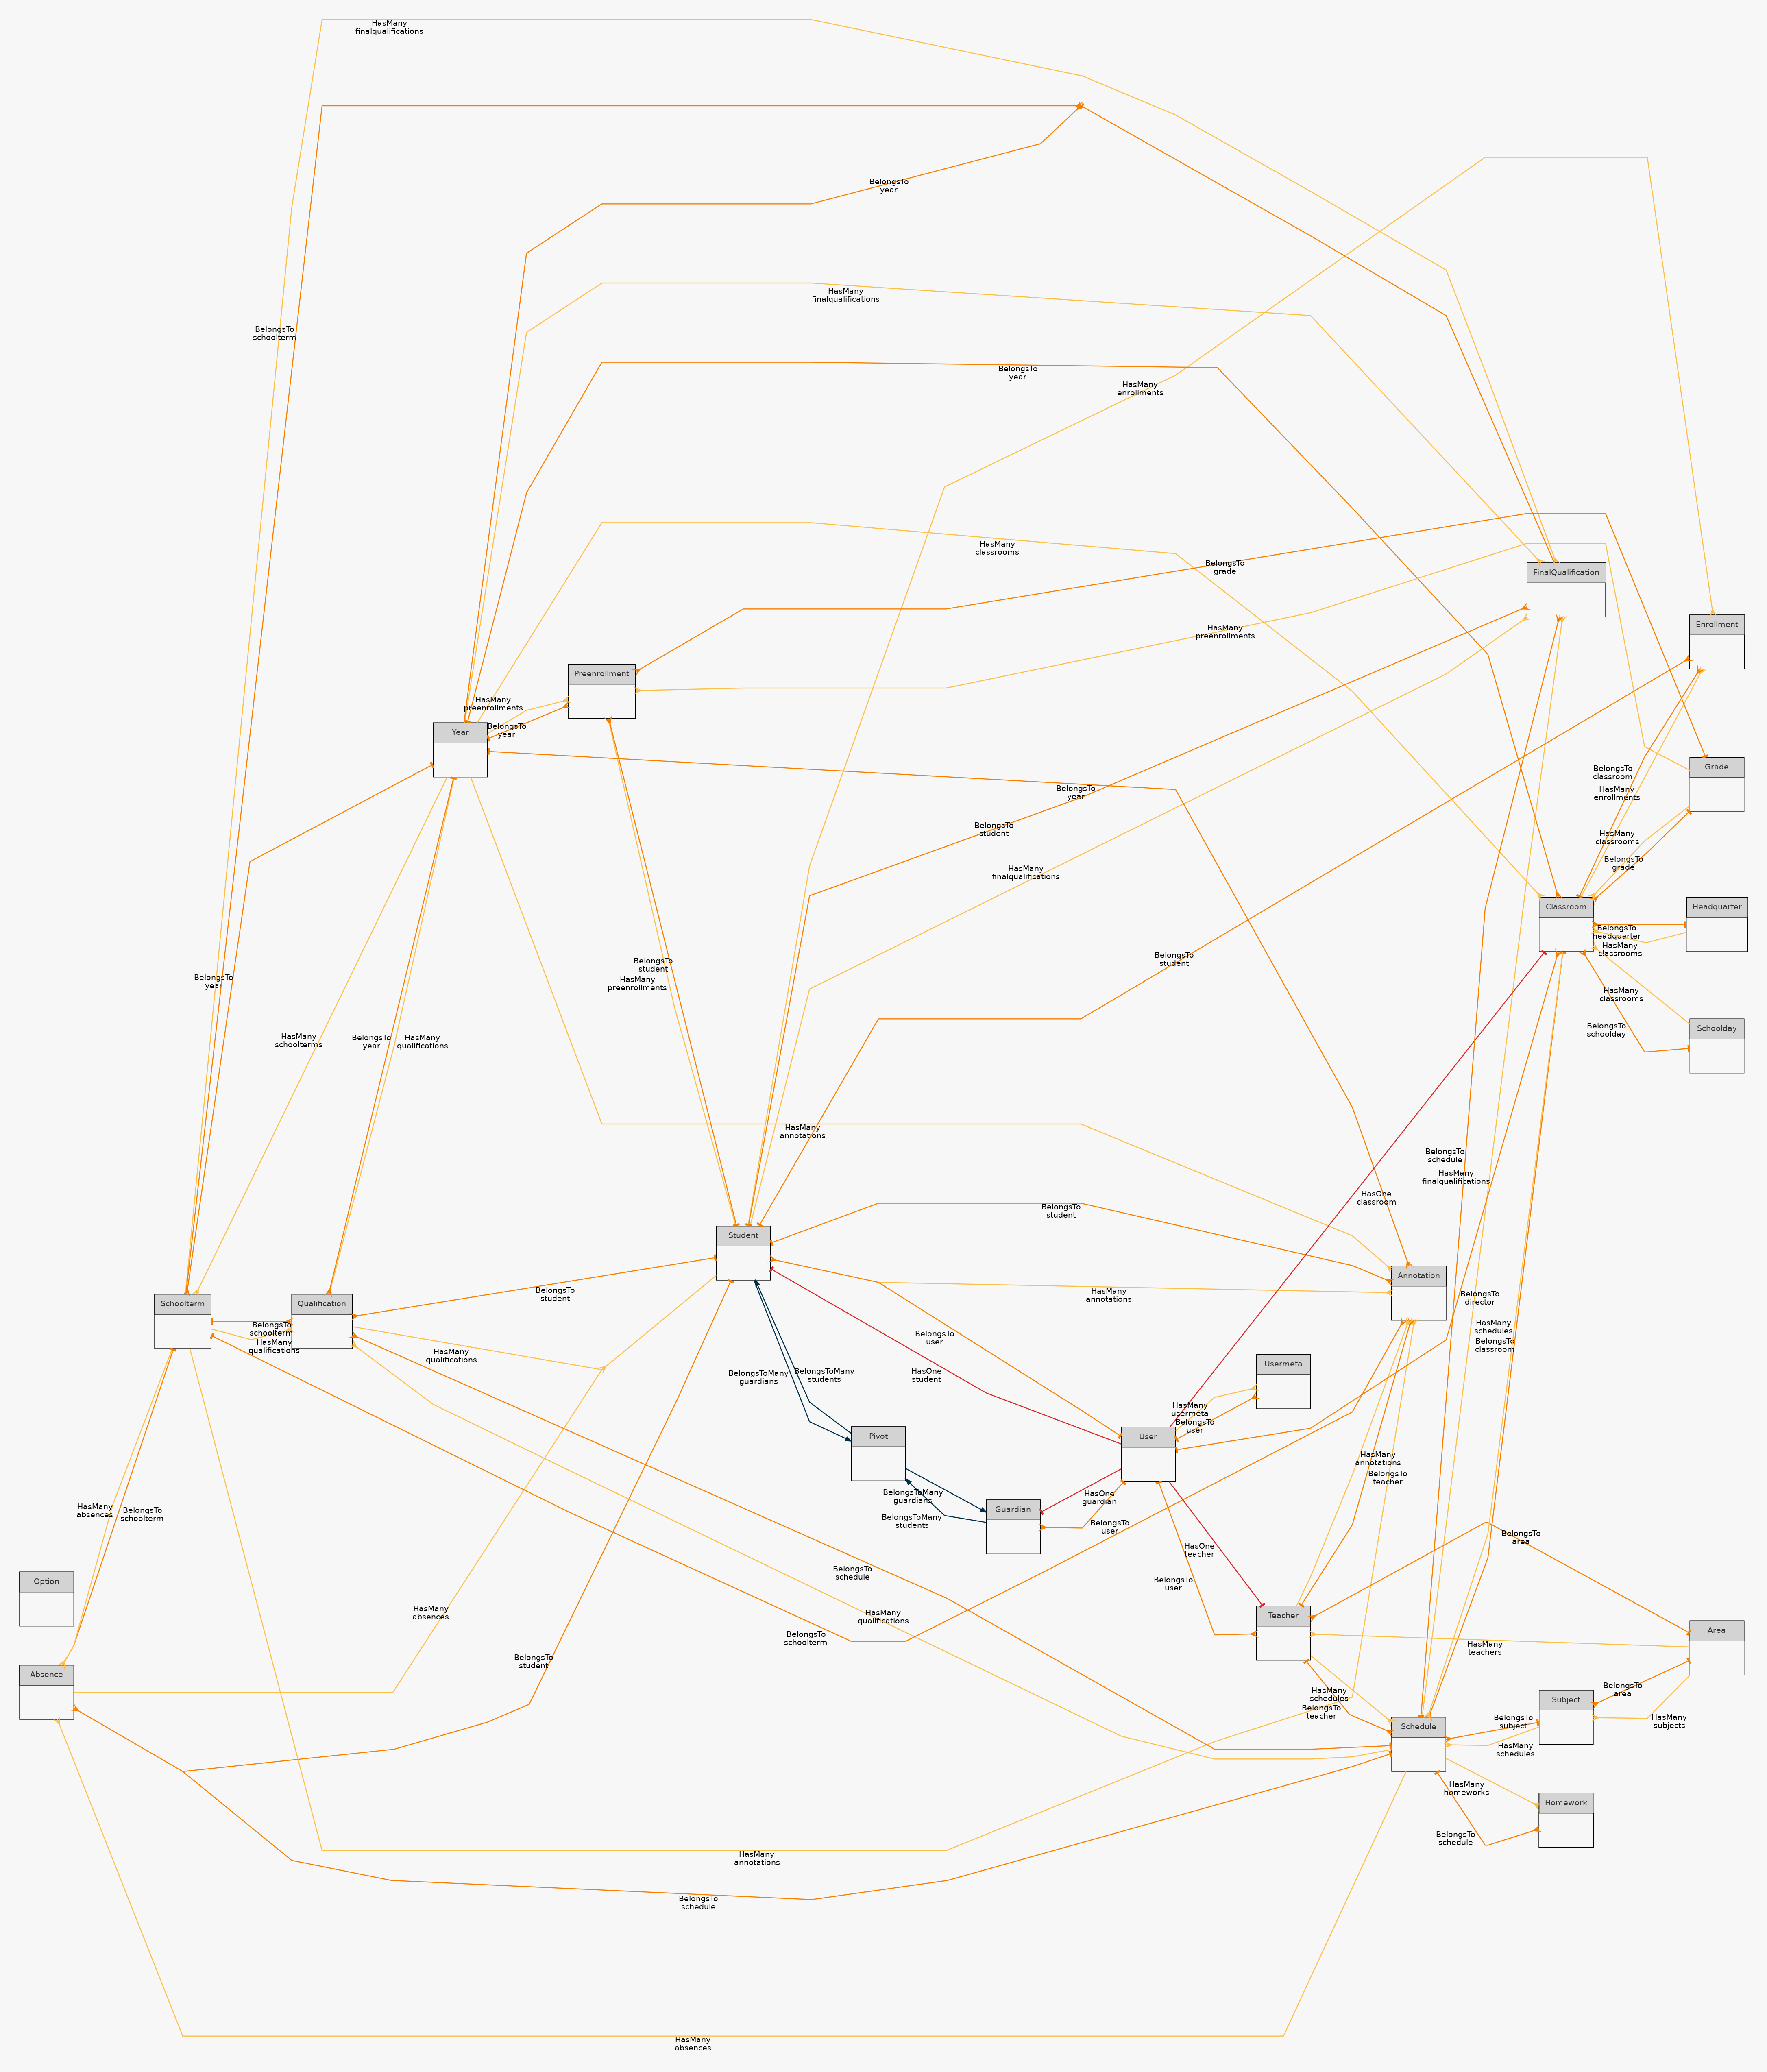 HasMany
finalqualifications
BelongsTo
year
HasMany
finalqualifications
BelongsTo
schoolterm
BelongsTo
year
HasMany
enrollments
HasMany
classrooms
BelongsTo
grade
FinalQualification
Enrollment
HasMany
preenrollments
Preenrollment
HasMany
preenrollments
BelongsTo
year
Year
Grade
BelongsTo
classroom
HasMany
enrollments
BelongsTo
year
BelongsTo
student
HasMany
classrooms
BelongsTo
grade
HasMany
finalqualifications
Classroom
Headquarter
BelongsTo
headquarter
HasMany
classrooms
BelongsTo
student
HasMany
preenrollments
BelongsTo
student
BelongsTo
year
HasMany
classrooms
Schoolday
BelongsTo
schoolday
HasMany
schoolterms
BelongsTo
year
HasMany
qualifications
HasMany
annotations
BelongsTo
schedule
HasMany
finalqualifications
HasOne
classroom
BelongsTo
student
Student
Annotation
BelongsTo
student
HasMany
annotations
BelongsTo
director
Schoolterm
Qualification
BelongsTo
schoolterm
HasMany
qualifications
HasMany
schedules
BelongsTo
classroom
BelongsTo
user
HasMany
qualifications
Usermeta
HasOne
student
BelongsToMany
guardians
BelongsToMany
students
HasMany
usermeta
BelongsTo
user
Pivot
User
HasMany
annotations
BelongsTo
teacher
BelongsToMany
guardians
HasOne
guardian
Guardian
BelongsToMany
students
BelongsTo
user
HasMany
absences
BelongsTo
schoolterm
BelongsTo
area
HasOne
teacher
Option
BelongsTo
schedule
BelongsTo
user
HasMany
absences
HasMany
qualifications
Teacher
Area
BelongsTo
schoolterm
HasMany
teachers
BelongsTo
student
Absence
BelongsTo
area
HasMany
schedules
BelongsTo
teacher
Subject
Schedule
BelongsTo
subject
HasMany
subjects
HasMany
schedules
HasMany
homeworks
Homework
BelongsTo
schedule
HasMany
annotations
BelongsTo
schedule
HasMany
absences